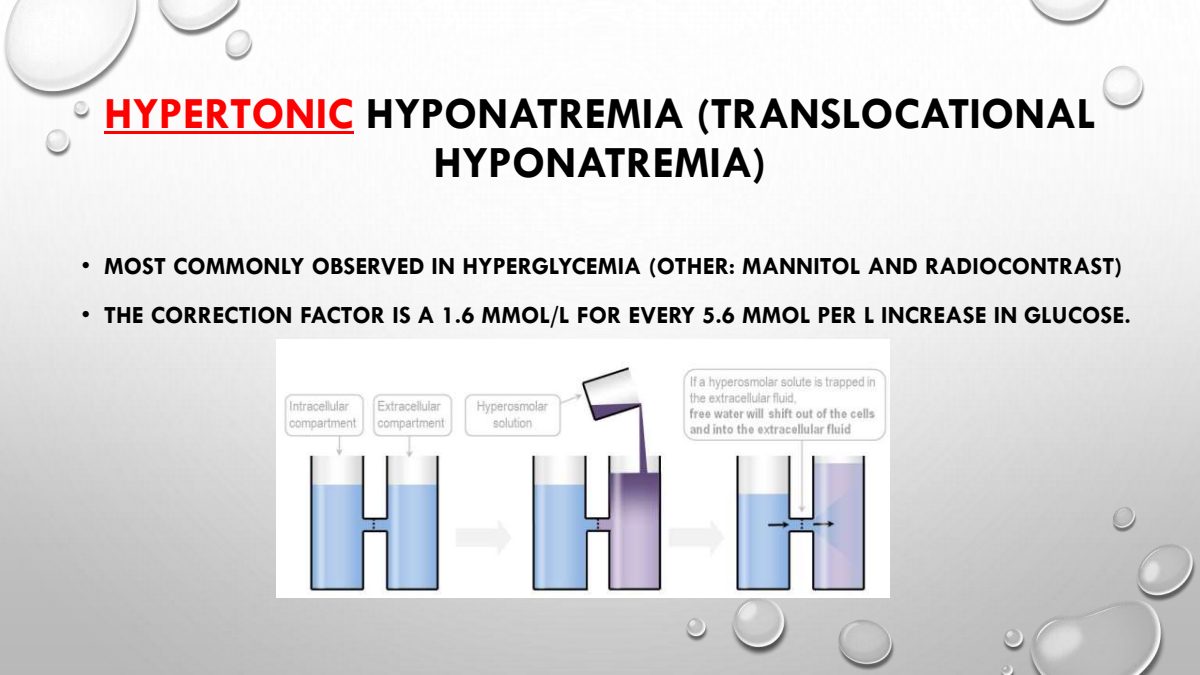 HYPERTONIC HYPONATREMIA (TRANSLOCATIONAL
HYPONATREMIA)
• MOST COMMONLY OBSERVED IN HYPERGLYCEMIA (OTHER: MANNITOL AND RADIOCONTRAST)
• THE CORRECTION FACTOR IS A 1.6 MMOL/L FOR EVERY 5.6 MMOL PER L INCREASE IN GLUCOSE.
Intracellular
compartment
Extracellular
compartment
Hyperosmolar
solution
If a hyperosmolar solute is trapped in
the extracellular fluid,
free water will shift out of the cells
and into the extracellular fluid